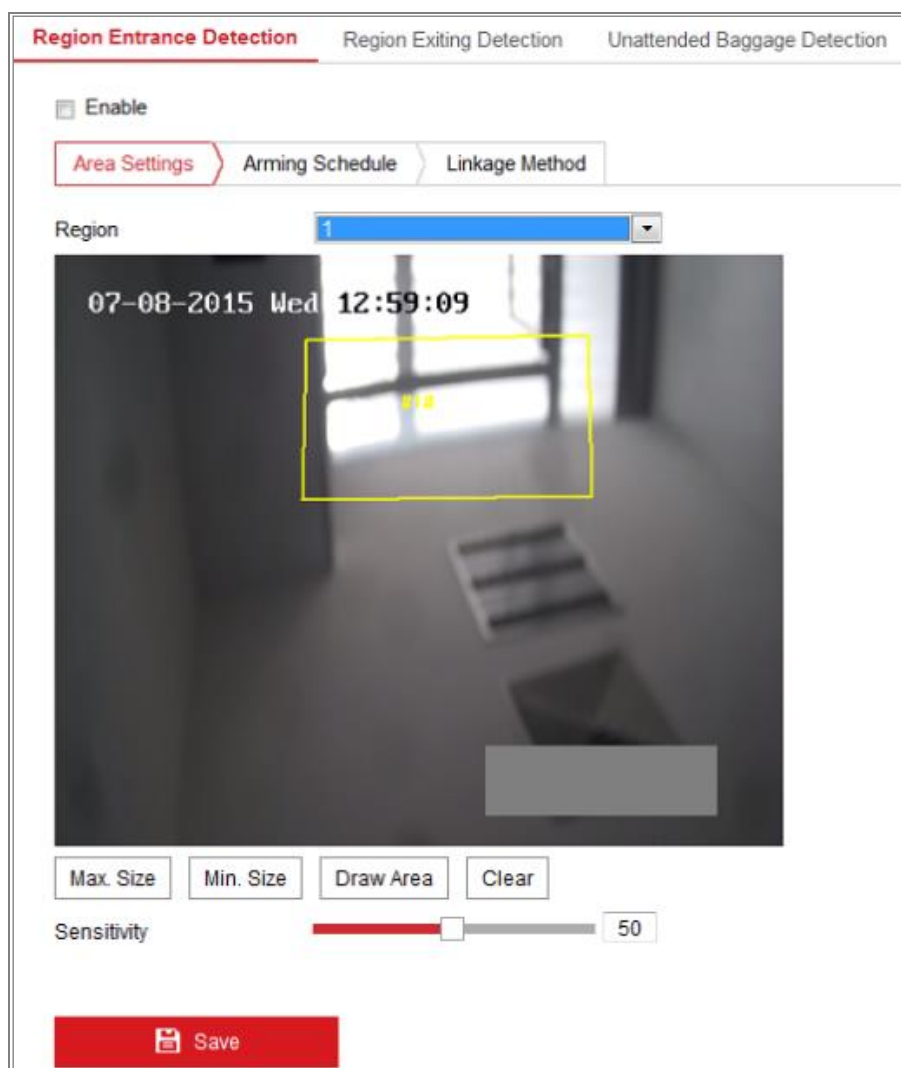 Region Entrance Detection Region Exiting Detection Unattended Baggage Detection
Enable
Area Settings Arming Schedule Linkage Method
Region 1
07-08-2015 Wed 12:59:09
#1#
Max. Size Min. Size Draw Area Clear
Sensitivity 50
Save